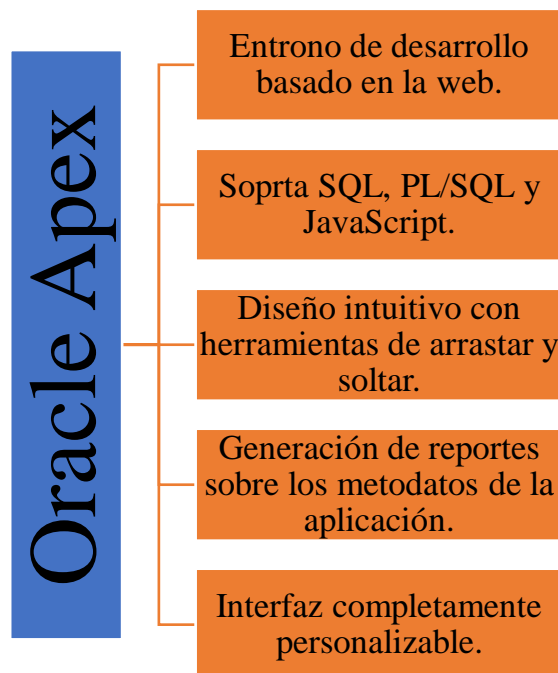 Oracle Apex
Entrono de desarrollo
basado en la web.
Soprta SQL, PL/SQL y
JavaScript.
Diseño intuitivo con
herramientas de arrastar y
soltar.
Generación de reportes
sobre los metodatos de la
aplicación.
Interfaz completamente
personalizable.